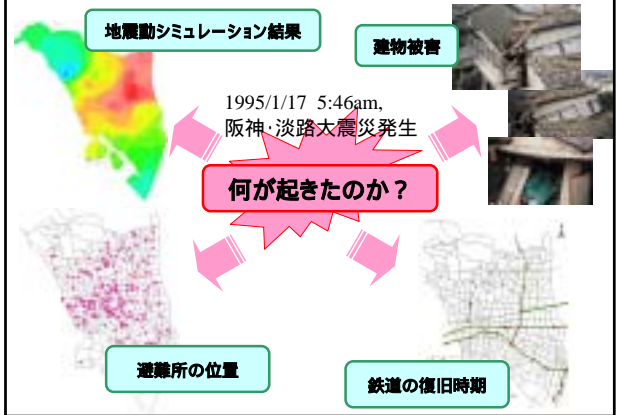 地震動シミュレーション結果
建物被害
1995/1/17 5:46am,
阪神･淡路大震災発生
何が起きたのか？
避難所の位置
鉄道の復旧時期